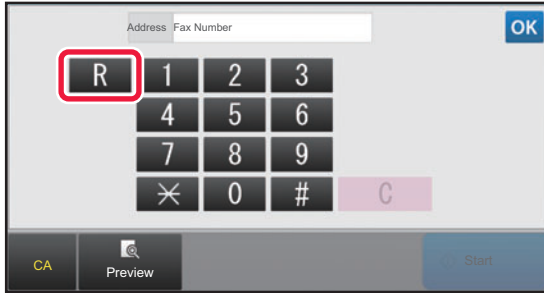 Address Fax Number OK
R 1 2 3
4 5 6
7 8 9
* 0 # C
CA Preview Start